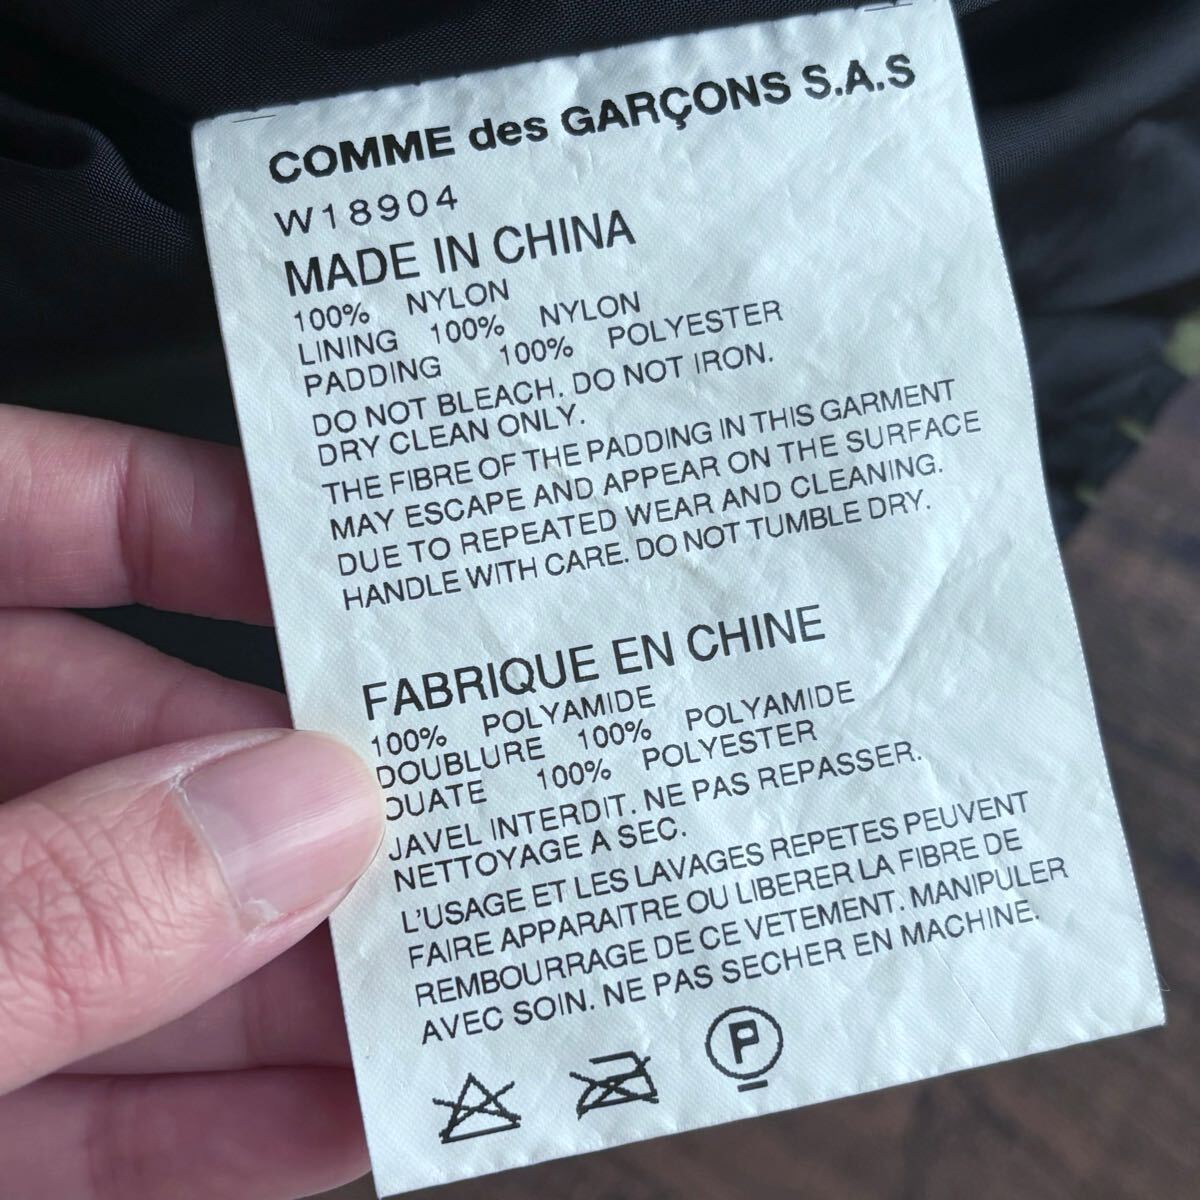 COMME des GARÇONS S.A.S
W18904
MADE IN CHINA
100% NYLON
LINING 100% NYLON
PADDING 100% POLYESTER
DO NOT BLEACH. DO NOT IRON.
DRY CLEAN ONLY.
THE FIBRE OF THE PADDING IN THIS GARMENT
MAY ESCAPE AND APPEAR ON THE SURFACE
DUE TO REPEATED WEAR AND CLEANING.
HANDLE WITH CARE. DO NOT TUMBLE DRY.
FABRIQUE EN CHINE
100% POLYAMIDE
DOUBLURE 100% POLYAMIDE
OUATE 100% POLYESTER
JAVEL INTERDIT. NE PAS REPASSER.
NETTOYAGE A SEC.
L'USAGE ET LES LAVAGES REPETES PEUVENT
FAIRE APPARAITRE OU LIBERER LA FIBRE DE
REMBOURRAGE DE CE VETEMENT. MANIPULER
AVEC SOIN. NE PAS SECHER EN MACHINE.
P